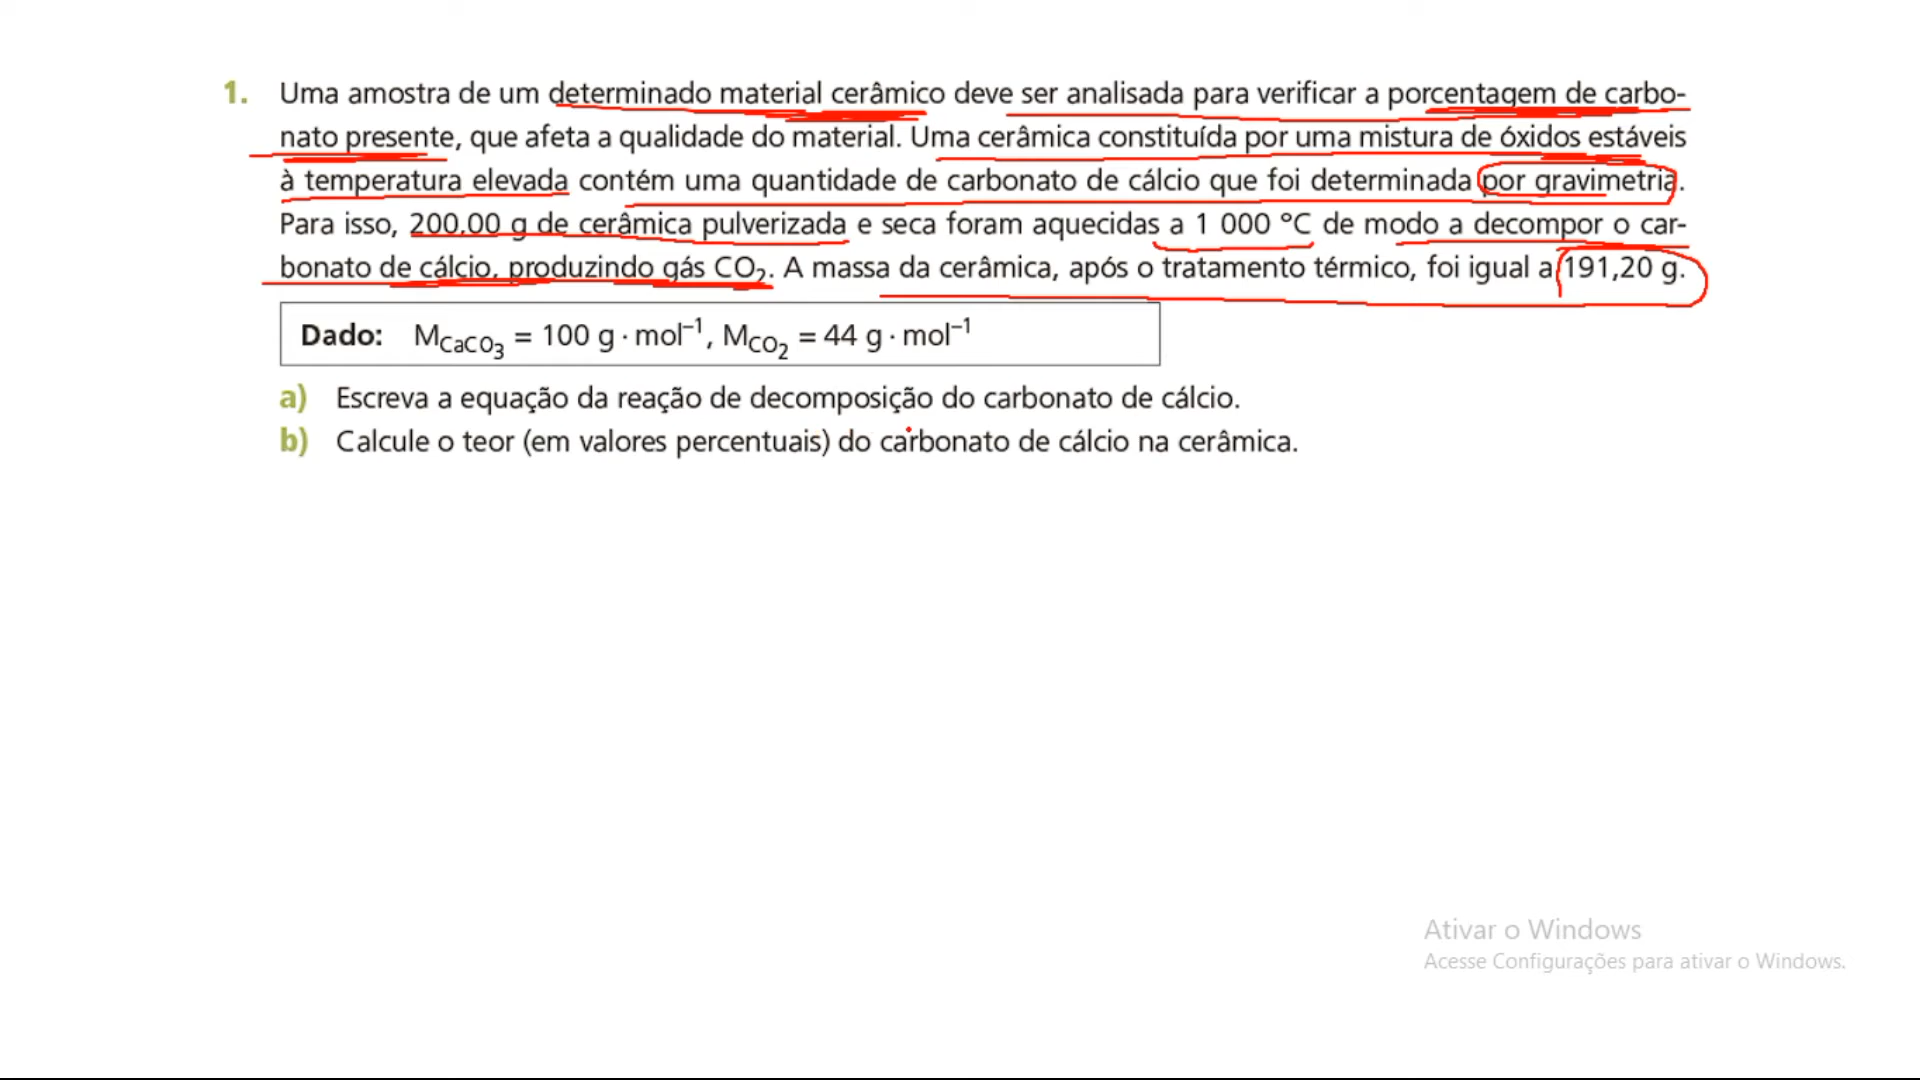 1. Uma amostra de um determinado material cerâmico deve ser analisada para verificar a porcentagem de carbo-
nato presente, que afeta a qualidade do material. Uma cerâmica constituída por uma mistura de óxidos estáveis
à temperatura elevada contém uma quantidade de carbonato de cálcio que foi determinada por gravimetria.
Para isso, 200,00 g de cerâmica pulverizada e seca foram aquecidas a 1 000 °C de modo a decompor o car-
bonato de cálcio, produzindo gás CO₂. A massa da cerâmica, após o tratamento térmico, foi igual a 191,20 g.
Dado: M_CaCO₃ = 100 g · mol⁻¹, M_CO₂ = 44 g · mol⁻¹
a) Escreva a equação da reação de decomposição do carbonato de cálcio.
b) Calcule o teor (em valores percentuais) do carbonato de cálcio na cerâmica.
Ativar o Windows
Acesse Configurações para ativar o Windows.